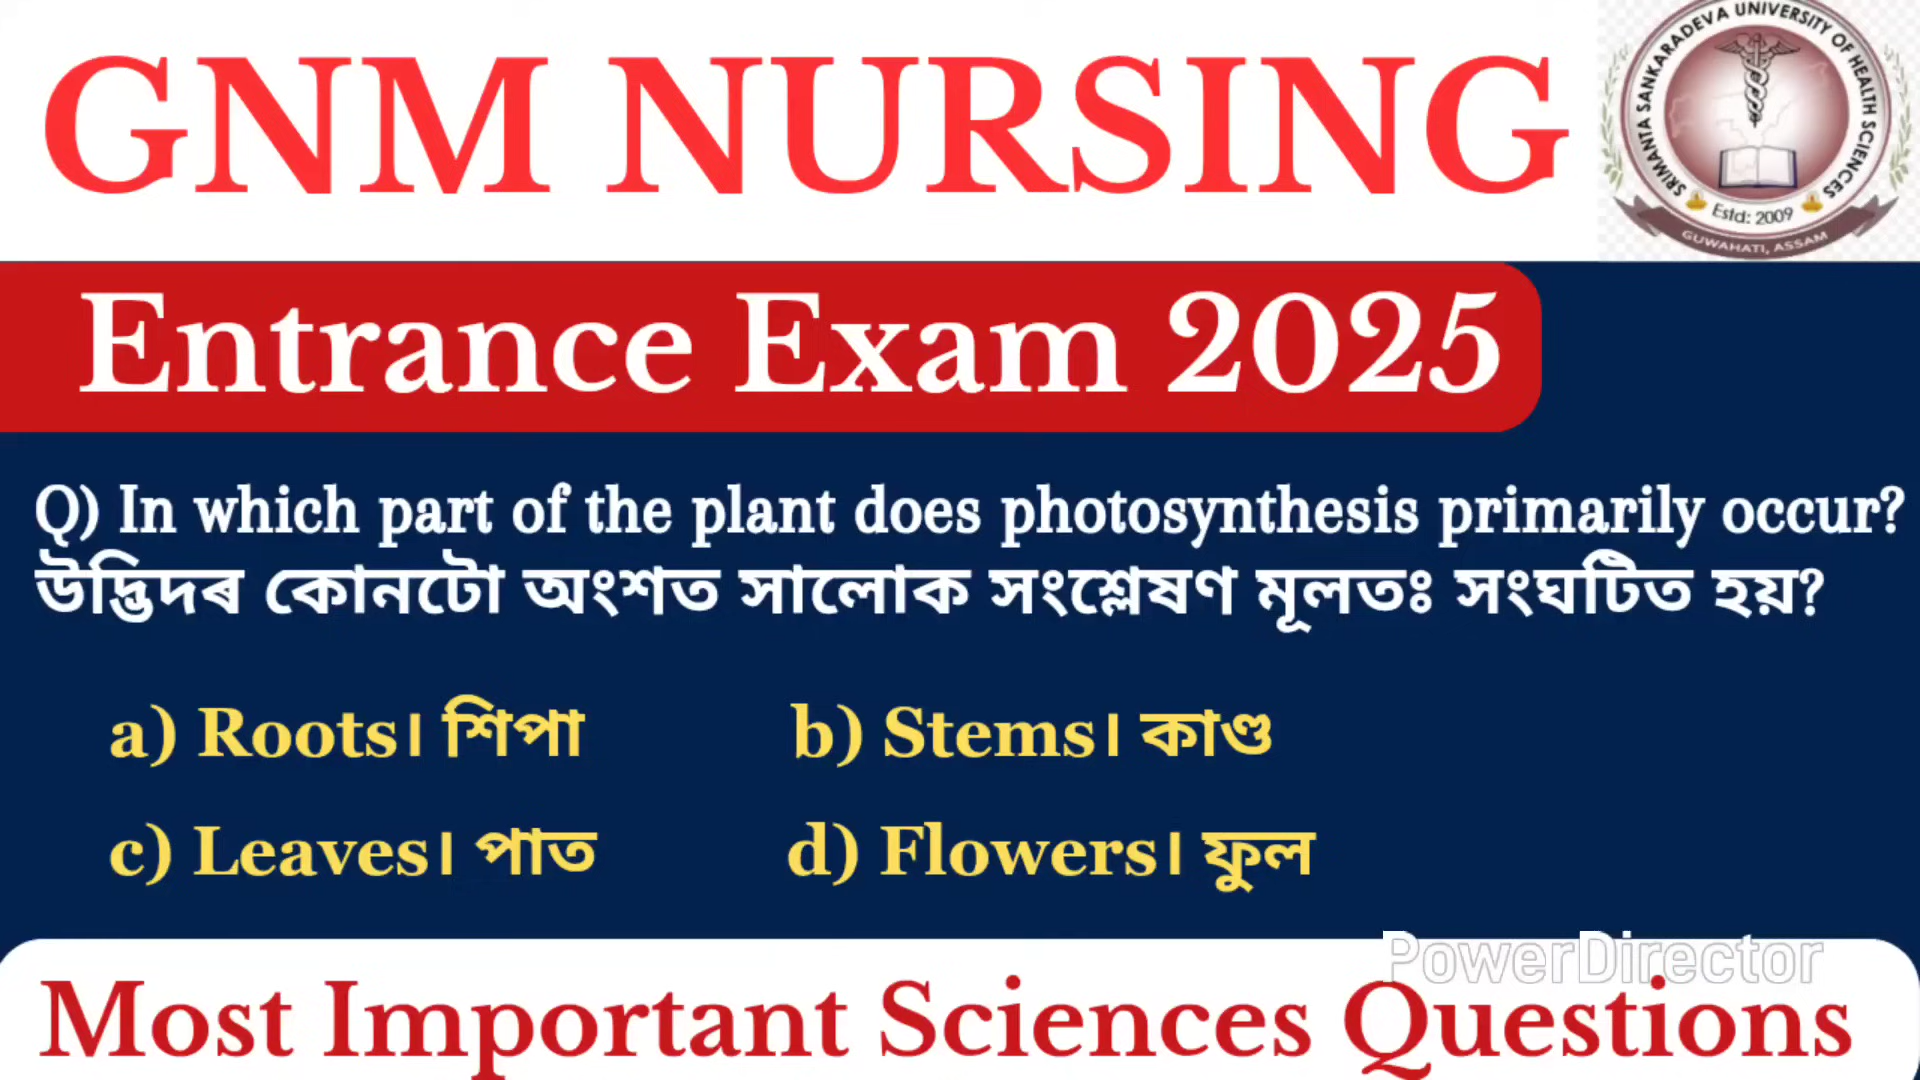 GNM NURSING
SRIMANTA SANKARADEVA UNIVERSITY OF HEALTH SCIENCES
Estd: 2009
GUWAHATI, ASSAM
Entrance Exam 2025
Q) In which part of the plant does photosynthesis primarily occur?
উদ্ভিদৰ কোনটো অংশত সালোক সংশ্লেষণ মূলতঃ সংঘটিত হয়?
a) Roots। শিপা b) Stems। কাণ্ড
c) Leaves। পাত d) Flowers। ফুল
PowerDirector
Most Important Sciences Questions